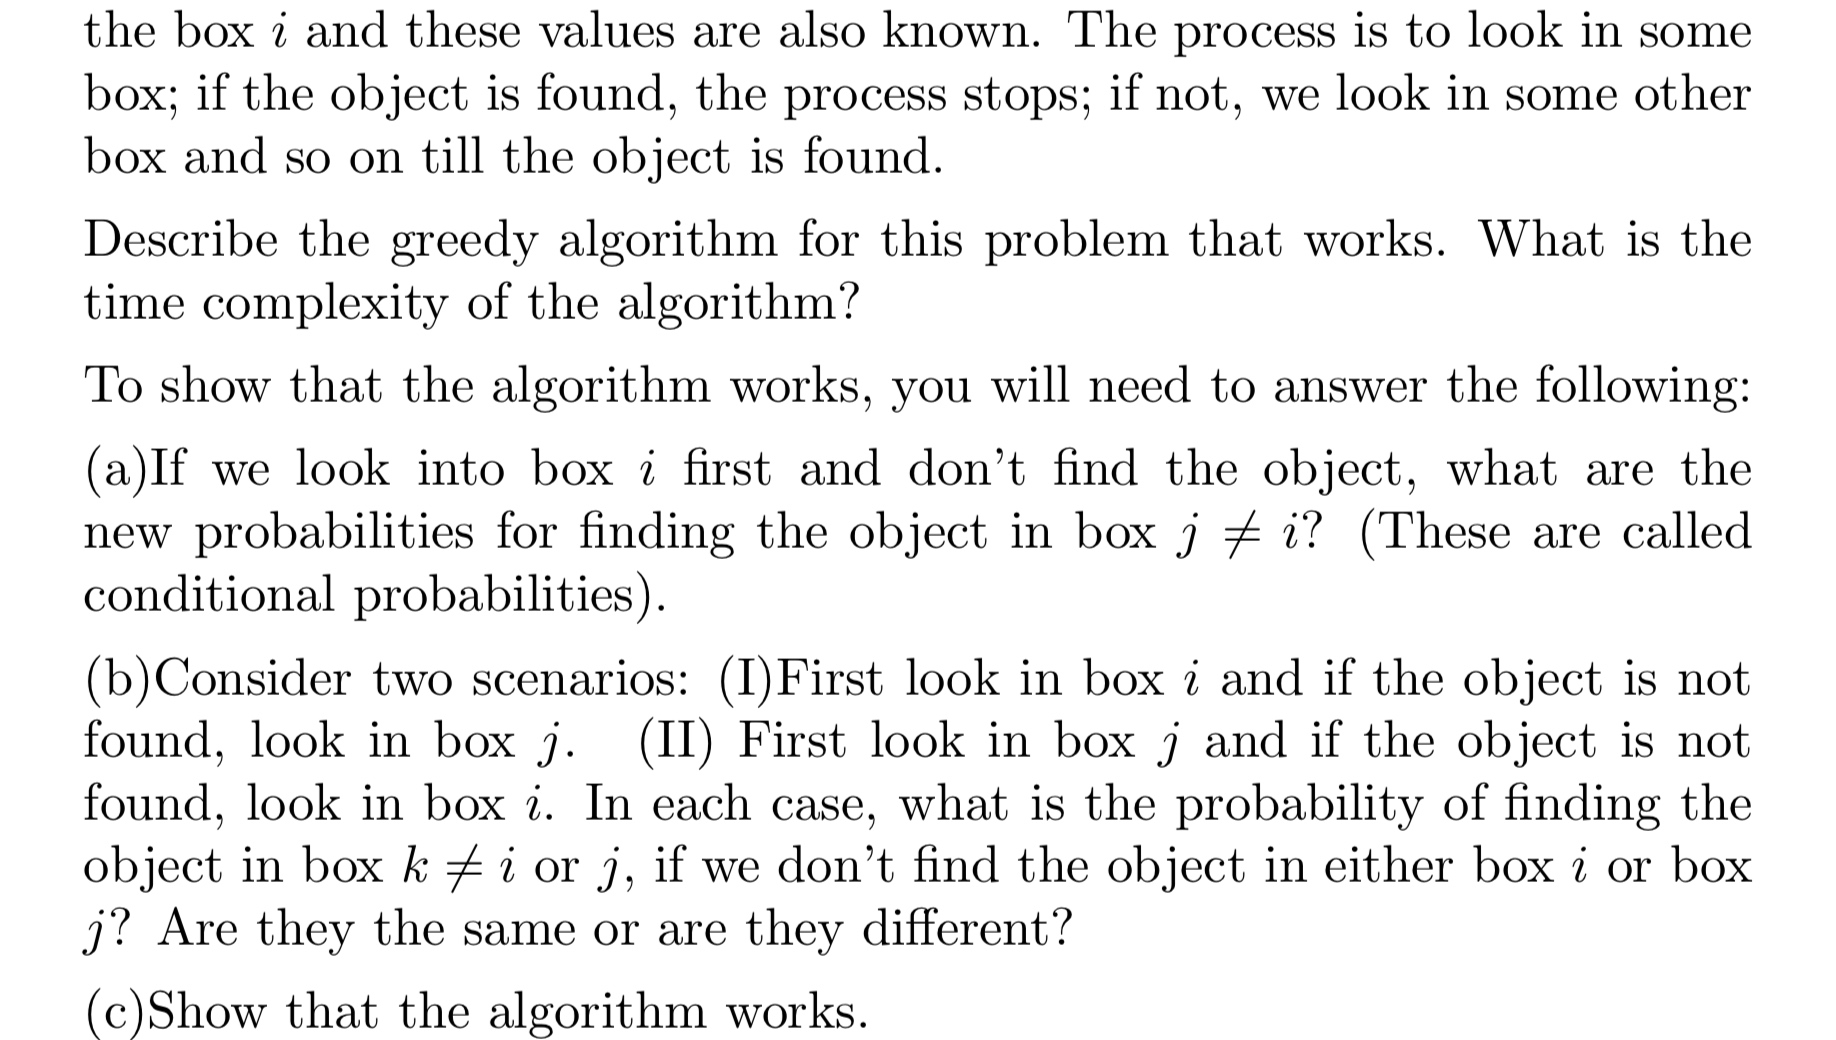 the box i and these values are also known. The process is to look in some
box; if the object is found, the process stops; if not, we look in some other
box and so on till the object is found.
Describe the greedy algorithm for this problem that works. What is the
time complexity of the algorithm?
To show that the algorithm works, you will need to answer the following:
(a)If we look into box i first and don't find the object, what are the
new probabilities for finding the object in box j ≠ i? (These are called
conditional probabilities).
(b)Consider two scenarios: (I)First look in box i and if the object is not
found, look in box j. (II) First look in box j and if the object is not
found, look in box i. In each case, what is the probability of finding the
object in box k ≠ i or j, if we don't find the object in either box i or box
j? Are they the same or are they different?
(c)Show that the algorithm works.